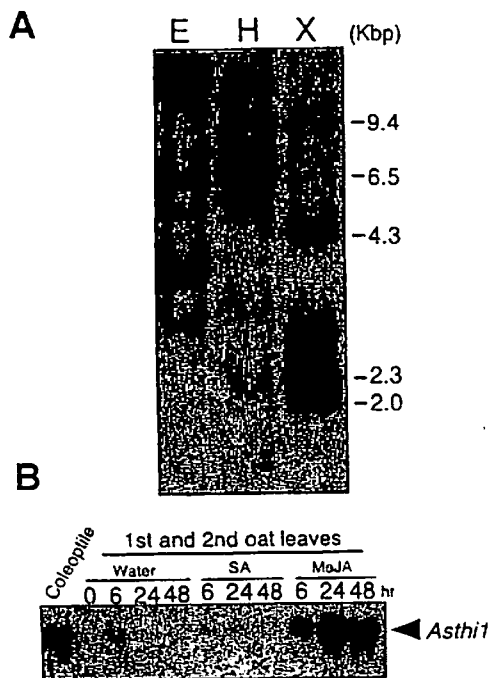 A
E H X (Kbp)
-9.4
-6.5
-4.3
-2.3
-2.0
B
Coleoptile
1st and 2nd oat leaves
Water SA MeJA
0 6 24 48 6 24 48 6 24 48 hr
Asthi1